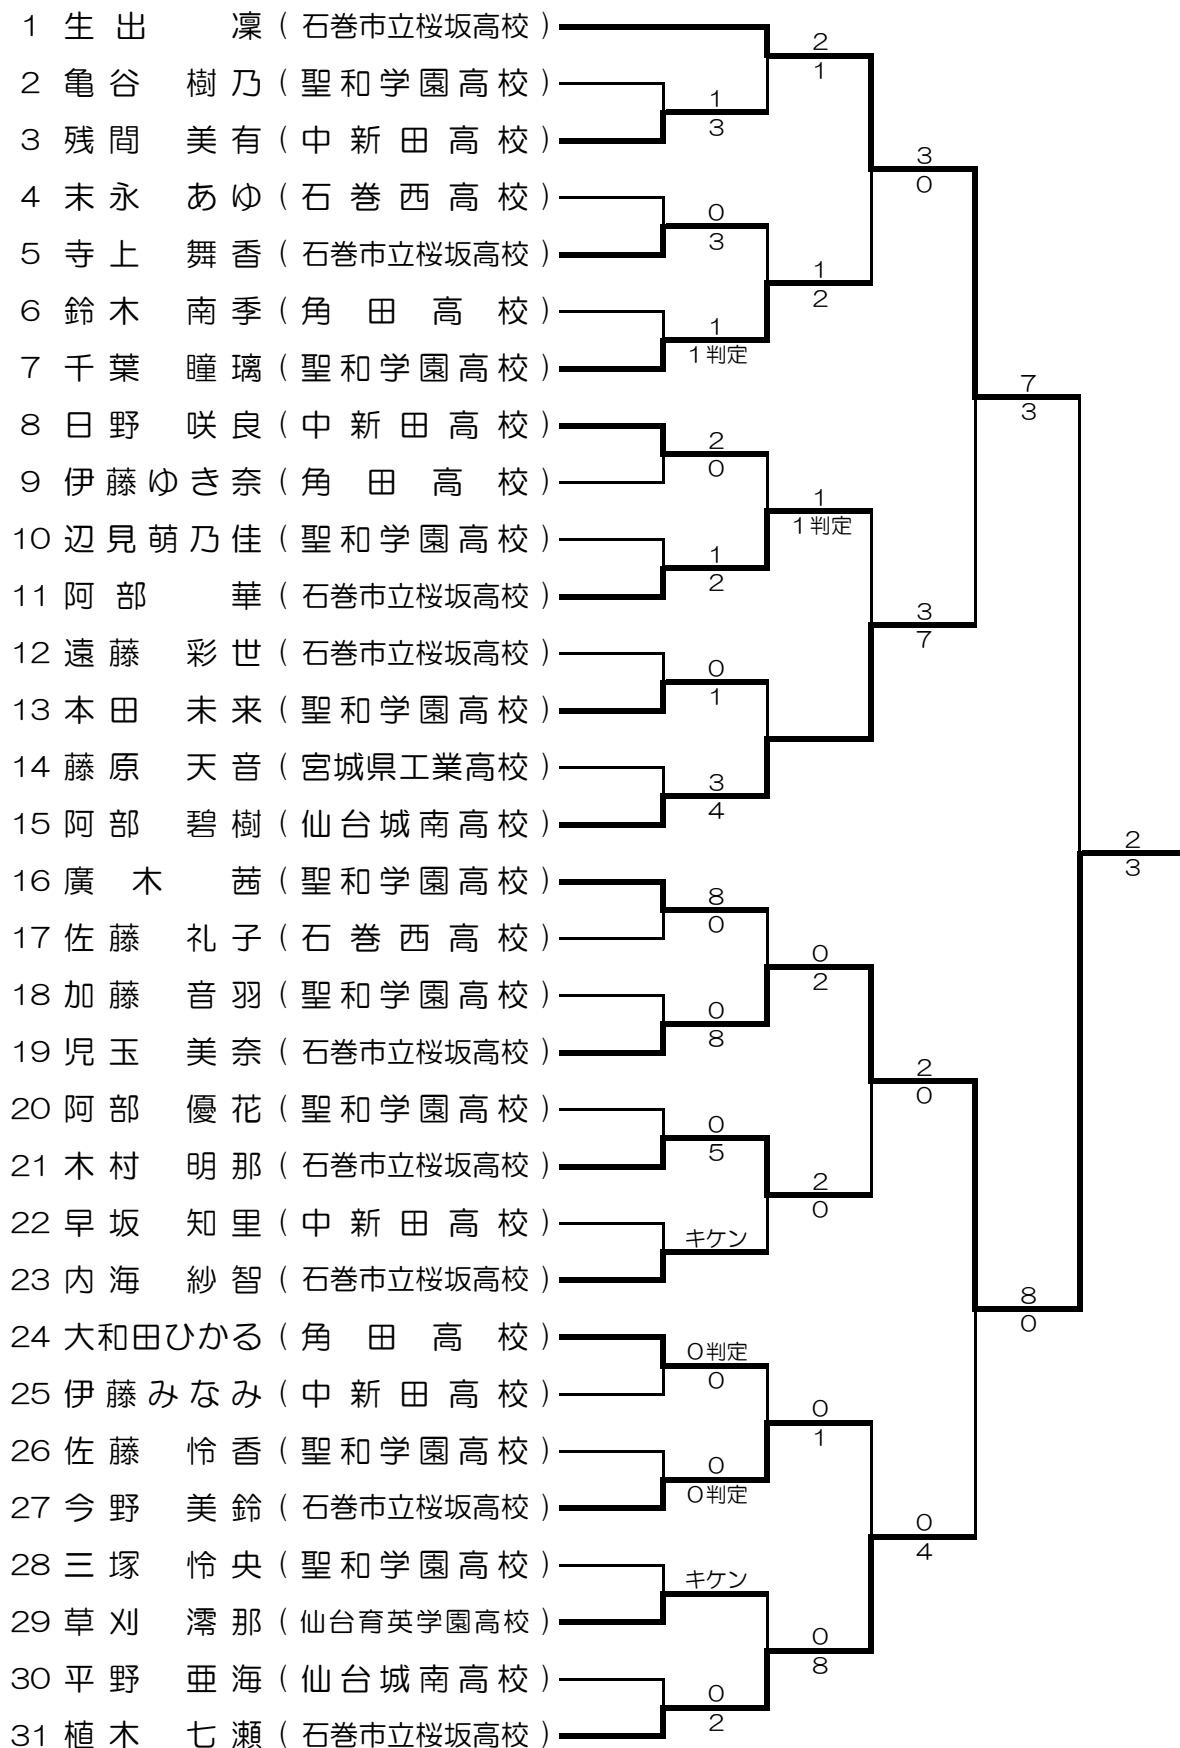 1 生出 凜 ( 石巻市立桜坂高校 )
2 1
2 亀谷 樹乃 ( 聖和学園高校 )
1 3
3 残間 美有 ( 中新田高校 )
3 0
4 末永 あゆ ( 石巻西高校 )
0 3
5 寺上 舞香 ( 石巻市立桜坂高校 )
1 2
6 鈴木 南季 ( 角田高校 )
1 1判定
7 千葉 瞳璃 ( 聖和学園高校 )
7 3
8 日野 咲良 ( 中新田高校 )
2 0
9 伊藤ゆき奈 ( 角田高校 )
1 1判定
10 辺見萌乃佳 ( 聖和学園高校 )
1 2
11 阿部 華 ( 石巻市立桜坂高校 )
3 7
12 遠藤 彩世 ( 石巻市立桜坂高校 )
0 1
13 本田 未来 ( 聖和学園高校 )
14 藤原 天音 ( 宮城県工業高校 )
3 4
15 阿部 碧樹 ( 仙台城南高校 )
2 3
16 廣木 茜 ( 聖和学園高校 )
8 0
17 佐藤 礼子 ( 石巻西高校 )
0 2
18 加藤 音羽 ( 聖和学園高校 )
0 8
19 児玉 美奈 ( 石巻市立桜坂高校 )
2 0
20 阿部 優花 ( 聖和学園高校 )
0 5
21 木村 明那 ( 石巻市立桜坂高校 )
2 0
22 早坂 知里 ( 中新田高校 )
キケン
23 内海 紗智 ( 石巻市立桜坂高校 )
8 0
24 大和田ひかる ( 角田高校 )
0判定 0
25 伊藤みなみ ( 中新田高校 )
0 1
26 佐藤 怜香 ( 聖和学園高校 )
0 0判定
27 今野 美鈴 ( 石巻市立桜坂高校 )
0 4
28 三塚 怜央 ( 聖和学園高校 )
キケン
29 草刈 澪那 ( 仙台育英学園高校 )
0 8
30 平野 亜海 ( 仙台城南高校 )
0 2
31 植木 七瀬 ( 石巻市立桜坂高校 )